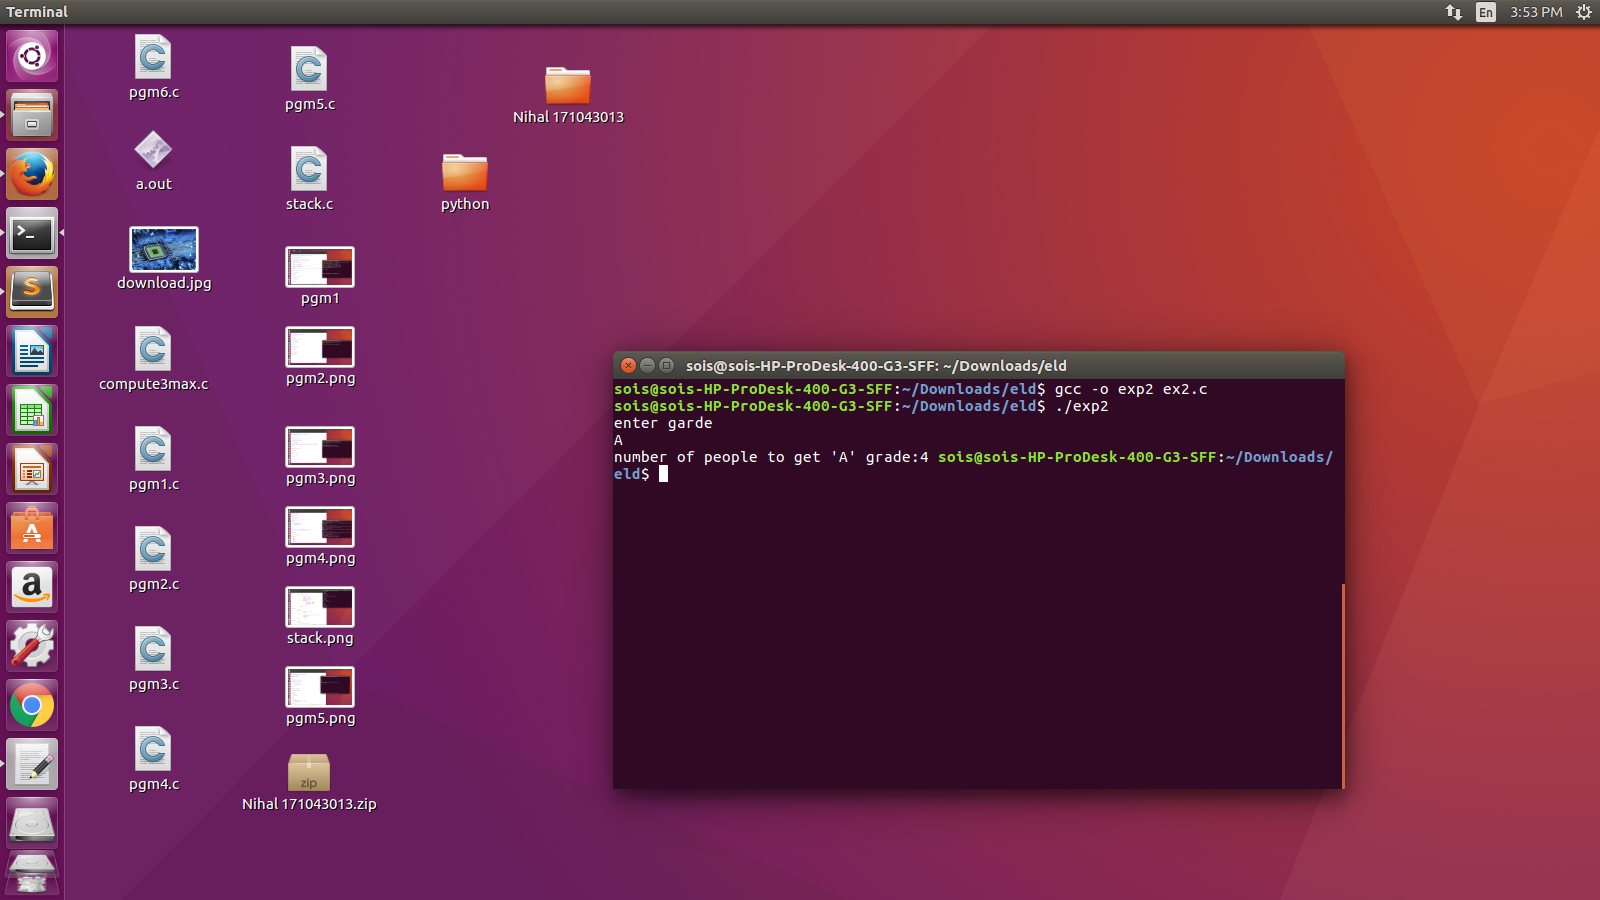 Terminal
En
3:53 PM
pgm6.c
pgm5.c
Nihal 171043013
a.out
stack.c
python
download.jpg
pgm1
compute3max.c
pgm2.png
pgm1.c
pgm3.png
pgm2.c
pgm4.png
pgm3.c
stack.png
pgm4.c
pgm5.png
zip
Nihal 171043013.zip
sois@sois-HP-ProDesk-400-G3-SFF: ~/Downloads/eld
sois@sois-HP-ProDesk-400-G3-SFF:~/Downloads/eld$ gcc -o exp2 ex2.c
sois@sois-HP-ProDesk-400-G3-SFF:~/Downloads/eld$ ./exp2
enter garde
A
number of people to get 'A' grade:4 sois@sois-HP-ProDesk-400-G3-SFF:~/Downloads/
eld$